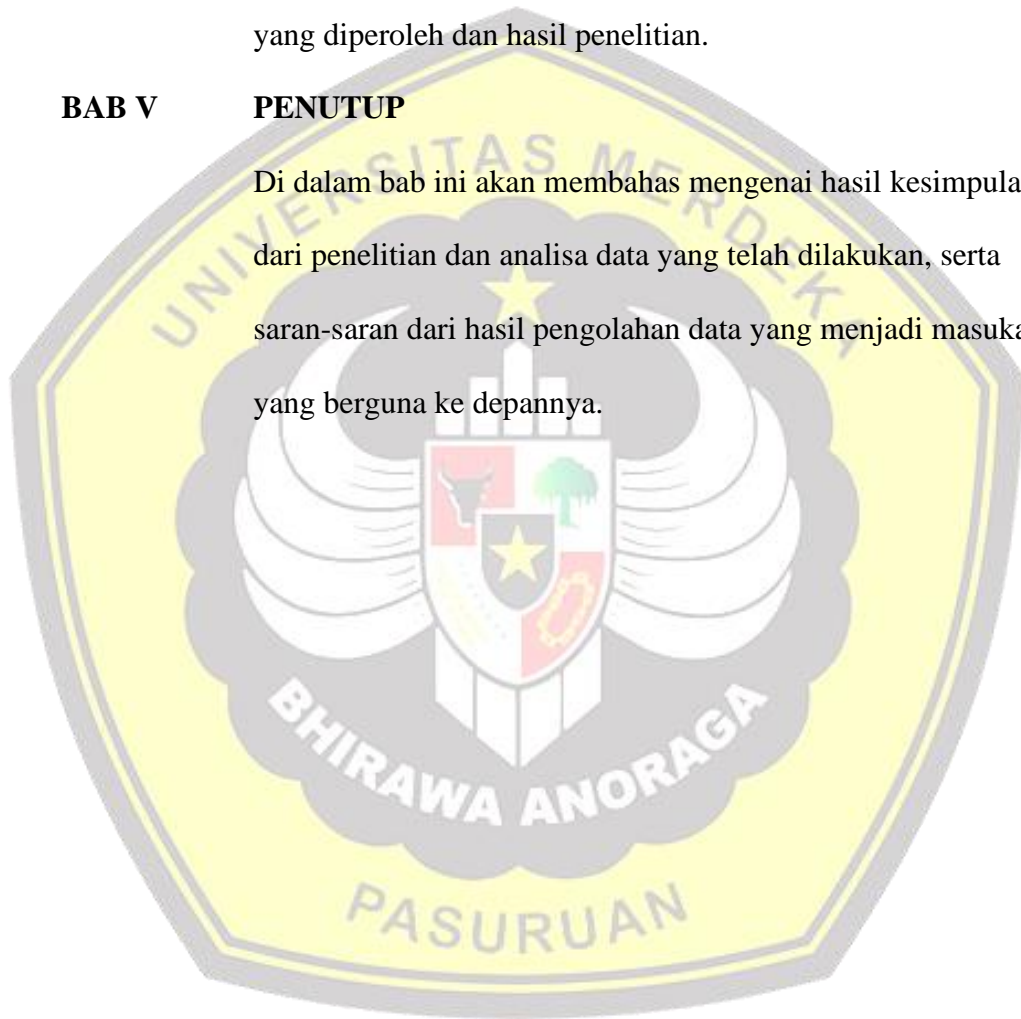 yang diperoleh dan hasil penelitian.
BAB V PENUTUP
UNIVERSITAS MERDEKA
Di dalam bab ini akan membahas mengenai hasil kesimpula
dari penelitian dan analisa data yang telah dilakukan, serta
saran-saran dari hasil pengolahan data yang menjadi masuka
yang berguna ke depannya.
BHIRAWA ANORAGA
PASURUAN